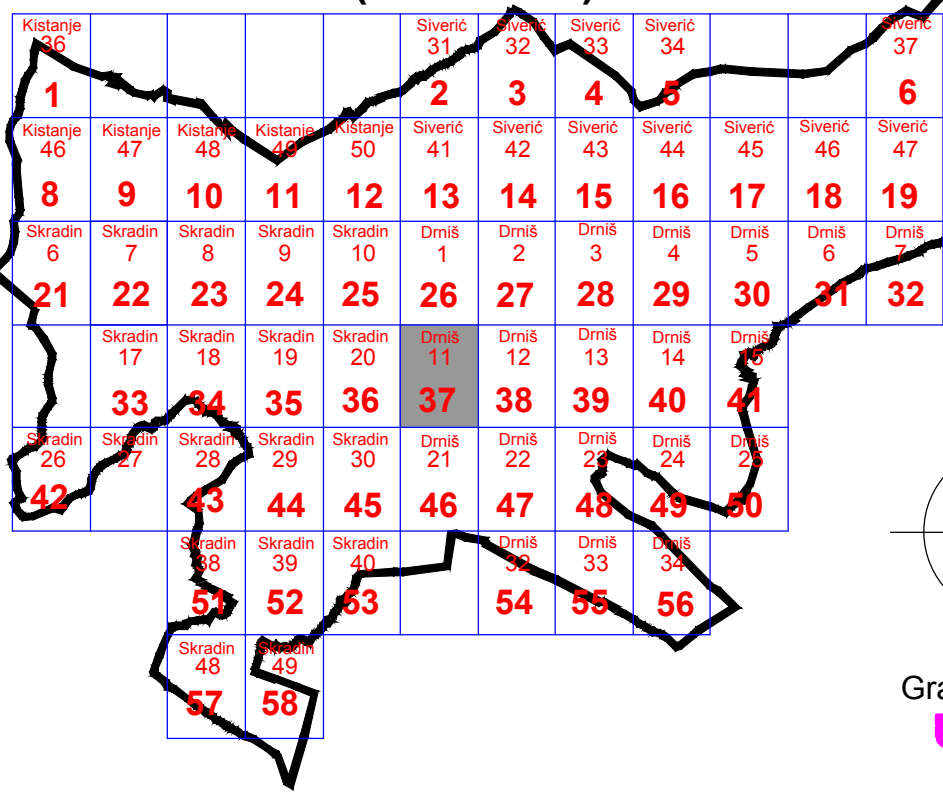 Kistanje Siverić Siverić Siverić Siverić
36 31 32 33 34 37
1 2 3 4 5 6
Kistanje Kistanje Kistanje Kistanje Kistanje Siverić Siverić Siverić Siverić Siverić Siverić Siverić
46 47 48 49 50 41 42 43 44 45 46 47
8 9 10 11 12 13 14 15 16 17 18 19
Skradin Skradin Skradin Skradin Skradin Drniš Drniš Drniš Drniš Drniš Drniš Drniš
6 7 8 9 10 1 2 3 4 5 6 7
21 22 23 24 25 26 27 28 29 30 31 32
Skradin Skradin Skradin Skradin Drniš Drniš Drniš Drniš Drniš
17 18 19 20 11 12 13 14 15
33 34 35 36 37 38 39 40 41
Skradin Skradin Skradin Skradin Skradin Drniš Drniš Drniš Drniš Drniš
26 27 28 29 30 21 22 23 24 25
42 43 44 45 46 47 48 49 50
Skradin Skradin Skradin Drniš Drniš Drniš
38 39 40 32 33 34
51 52 53 54 55 56
Skradin Skradin
48 49
57 58
Gra